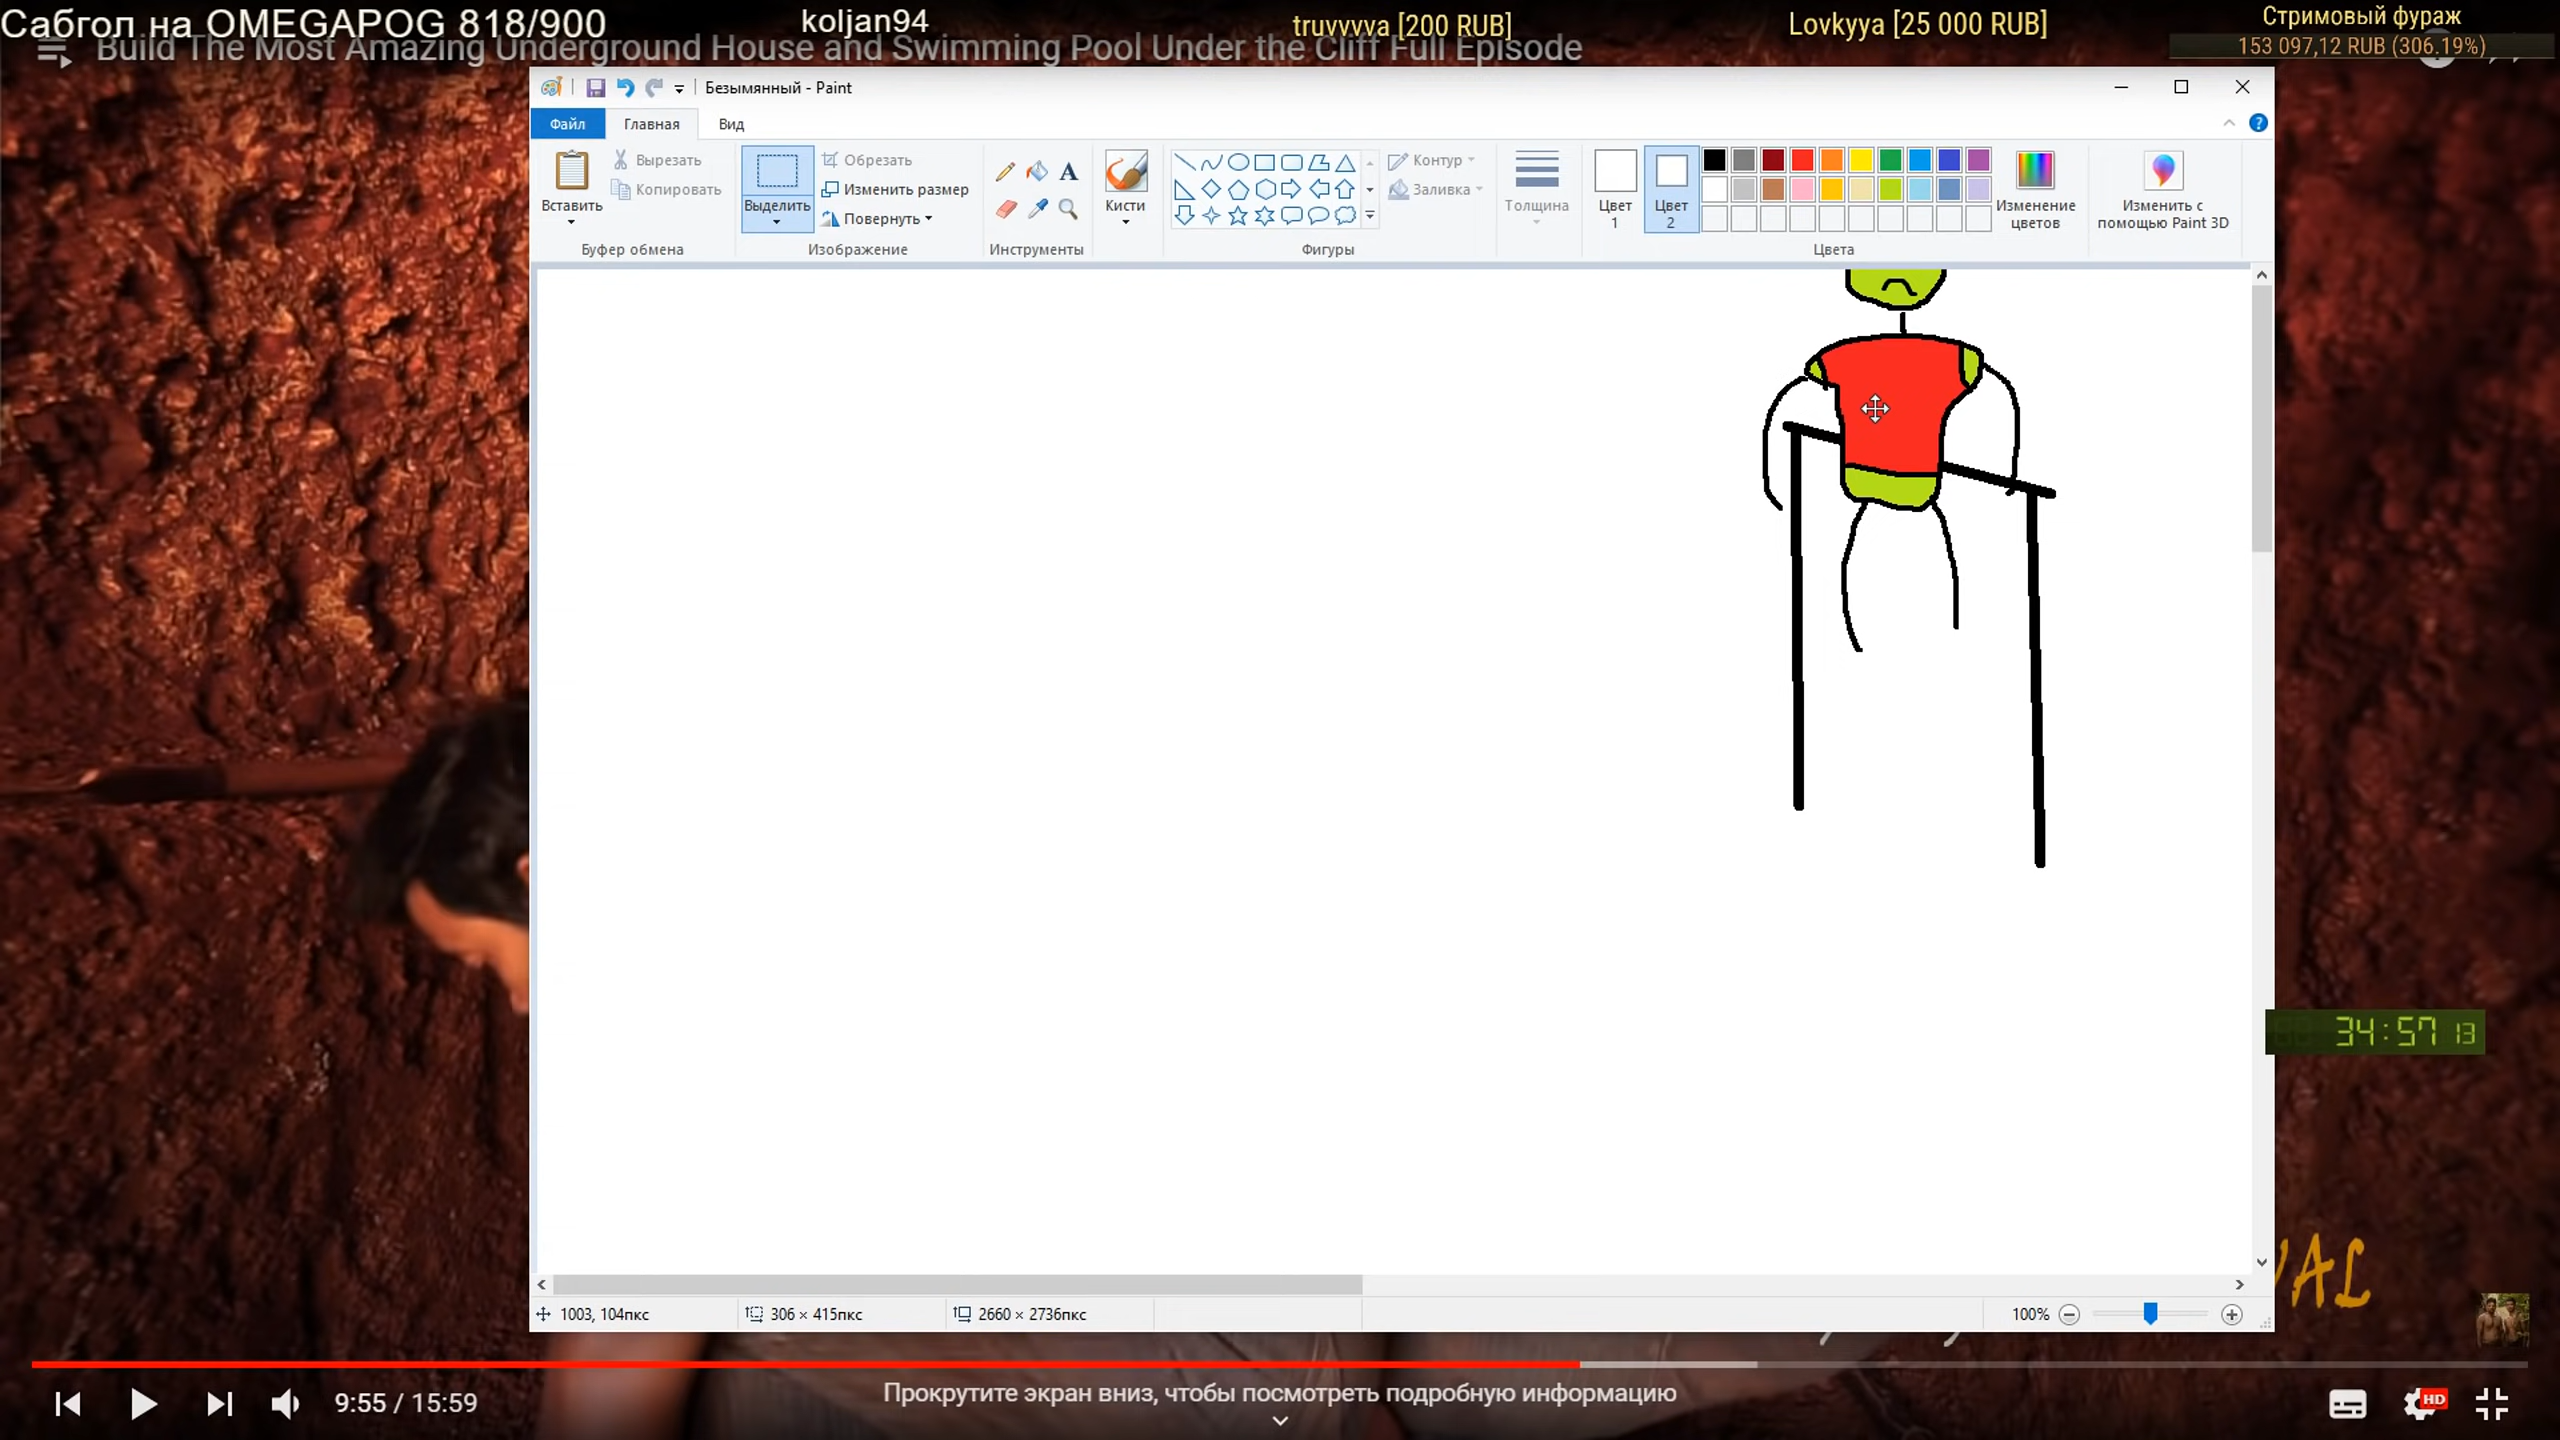 Сабгол на OMEGAPOG 818/900
koljan94
truvvvva [200 RUB]
Lovkyya [25 000 RUB]
Стримовый фураж
153 097,12 RUB (306.19%)
Build The Most Amazing Underground House and Swimming Pool Under the Cliff Full Episode
Безымянный - Paint
Файл
Главная
Вид
Вставить
Вырезать
Копировать
Буфер обмена
Выделить
Обрезать
Изменить размер
Повернуть
Изображение
A
Инструменты
Кисти
Контур
Заливка
Фигуры
Толщина
Цвет
1
Цвет
2
Изменение
цветов
Цвета
Изменить с
помощью Paint 3D
34:57 13
VAL
1003, 104пкс
306 × 415пкс
2660 × 2736пкс
100%
9:55 / 15:59
Прокрутите экран вниз, чтобы посмотреть подробную информацию
HD